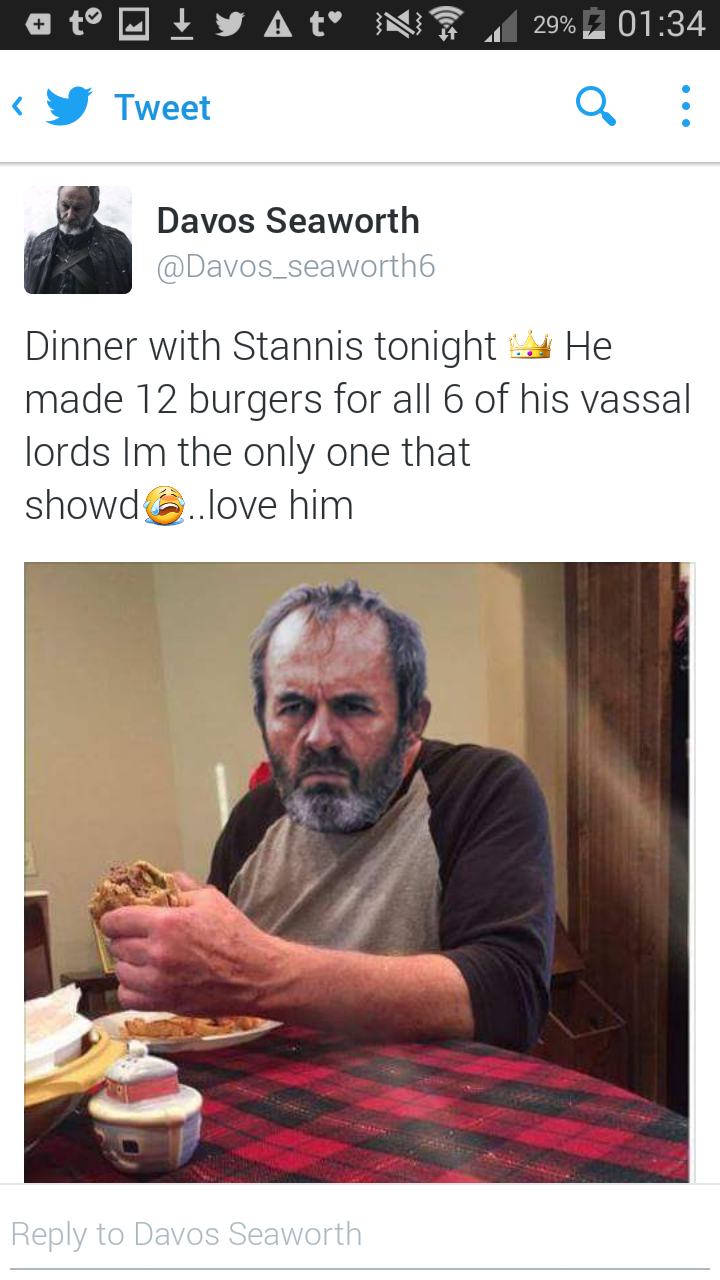 29% 01:34
Tweet
Davos Seaworth
@Davos_seaworth6
Dinner with Stannis tonight 👑 He
made 12 burgers for all 6 of his vassal
lords Im the only one that
showd😭..love him
Reply to Davos Seaworth